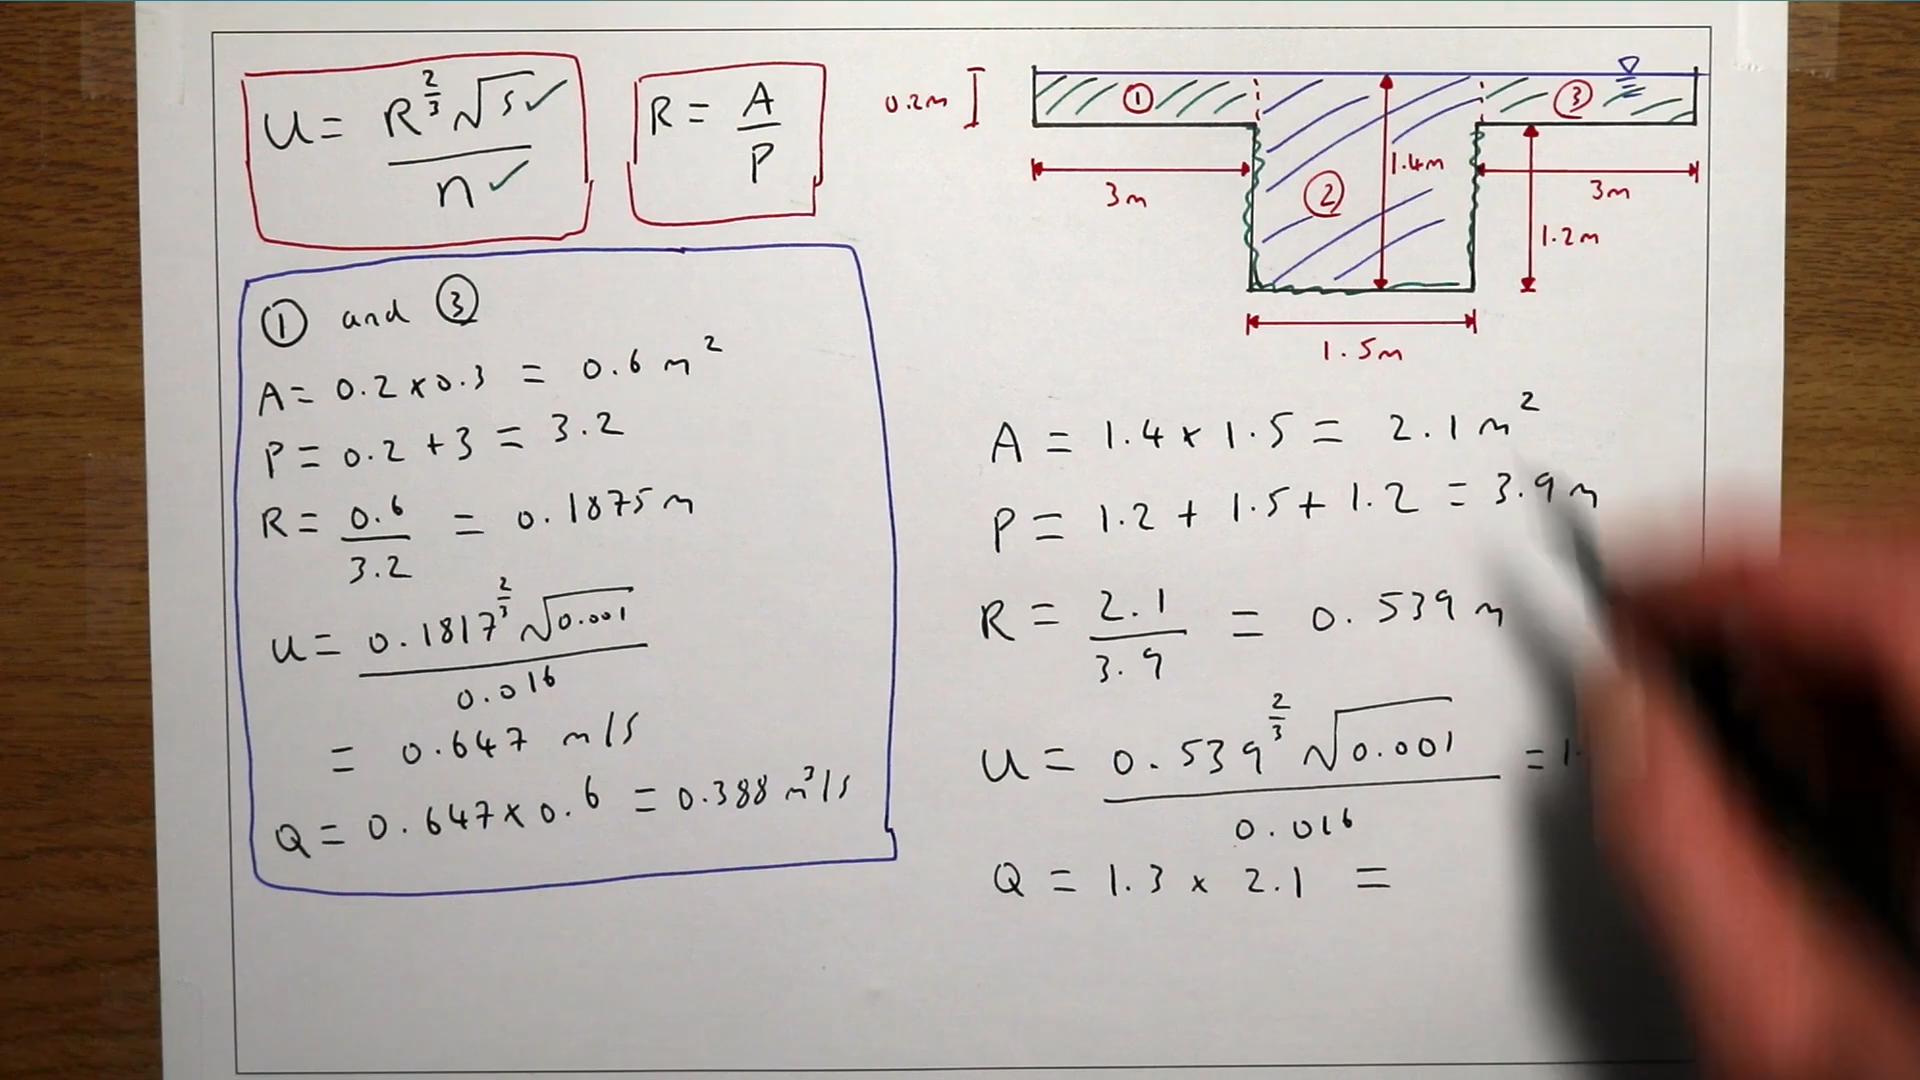 U = R^(2/3) √s ✓ / n ✓
R = A / P
0.2m
1
2
3
1.4m
3m
3m
1.2m
1.5m
1 and 3
A = 0.2 × 0.3 = 0.6 m²
P = 0.2 + 3 = 3.2
R = 0.6 / 3.2 = 0.1875 m
U = 0.1817^(2/3) √0.001 / 0.016
= 0.647 m/s
Q = 0.647 × 0.6 = 0.388 m³/s
A = 1.4 × 1.5 = 2.1 m²
P = 1.2 + 1.5 + 1.2 = 3.9 m
R = 2.1 / 3.9 = 0.539 m
U = 0.539^(2/3) √0.001 / 0.016 = 1.
Q = 1.3 × 2.1 =